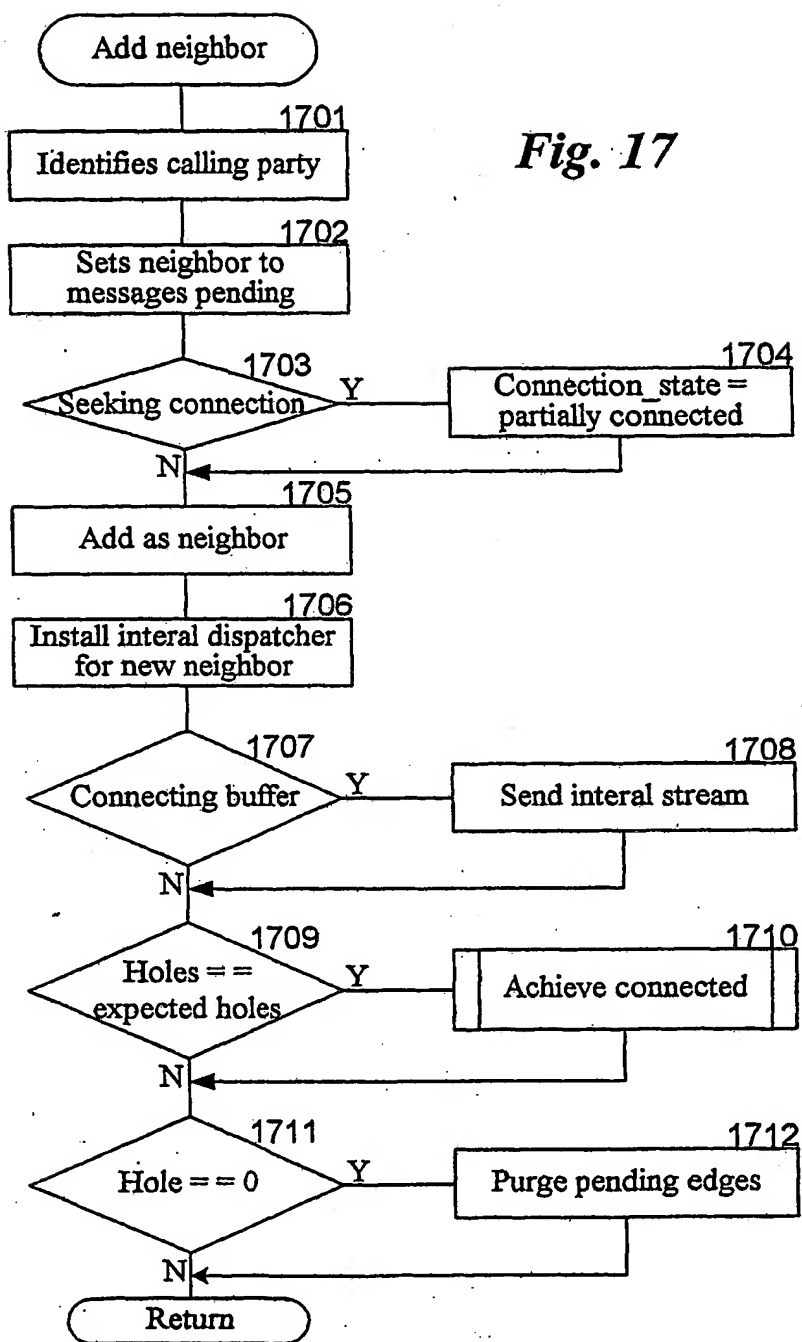 Add neighbor
Fig. 17
1701
Identifies calling party
1702
Sets neighbor to
messages pending
1703
Seeking connection
Y
N
1704
Connection_state =
partially connected
1705
Add as neighbor
1706
Install interal dispatcher
for new neighbor
1707
Connecting buffer
Y
N
1708
Send interal stream
1709
Holes = =
expected holes
Y
N
1710
Achieve connected
1711
Hole = = 0
Y
N
1712
Purge pending edges
Return